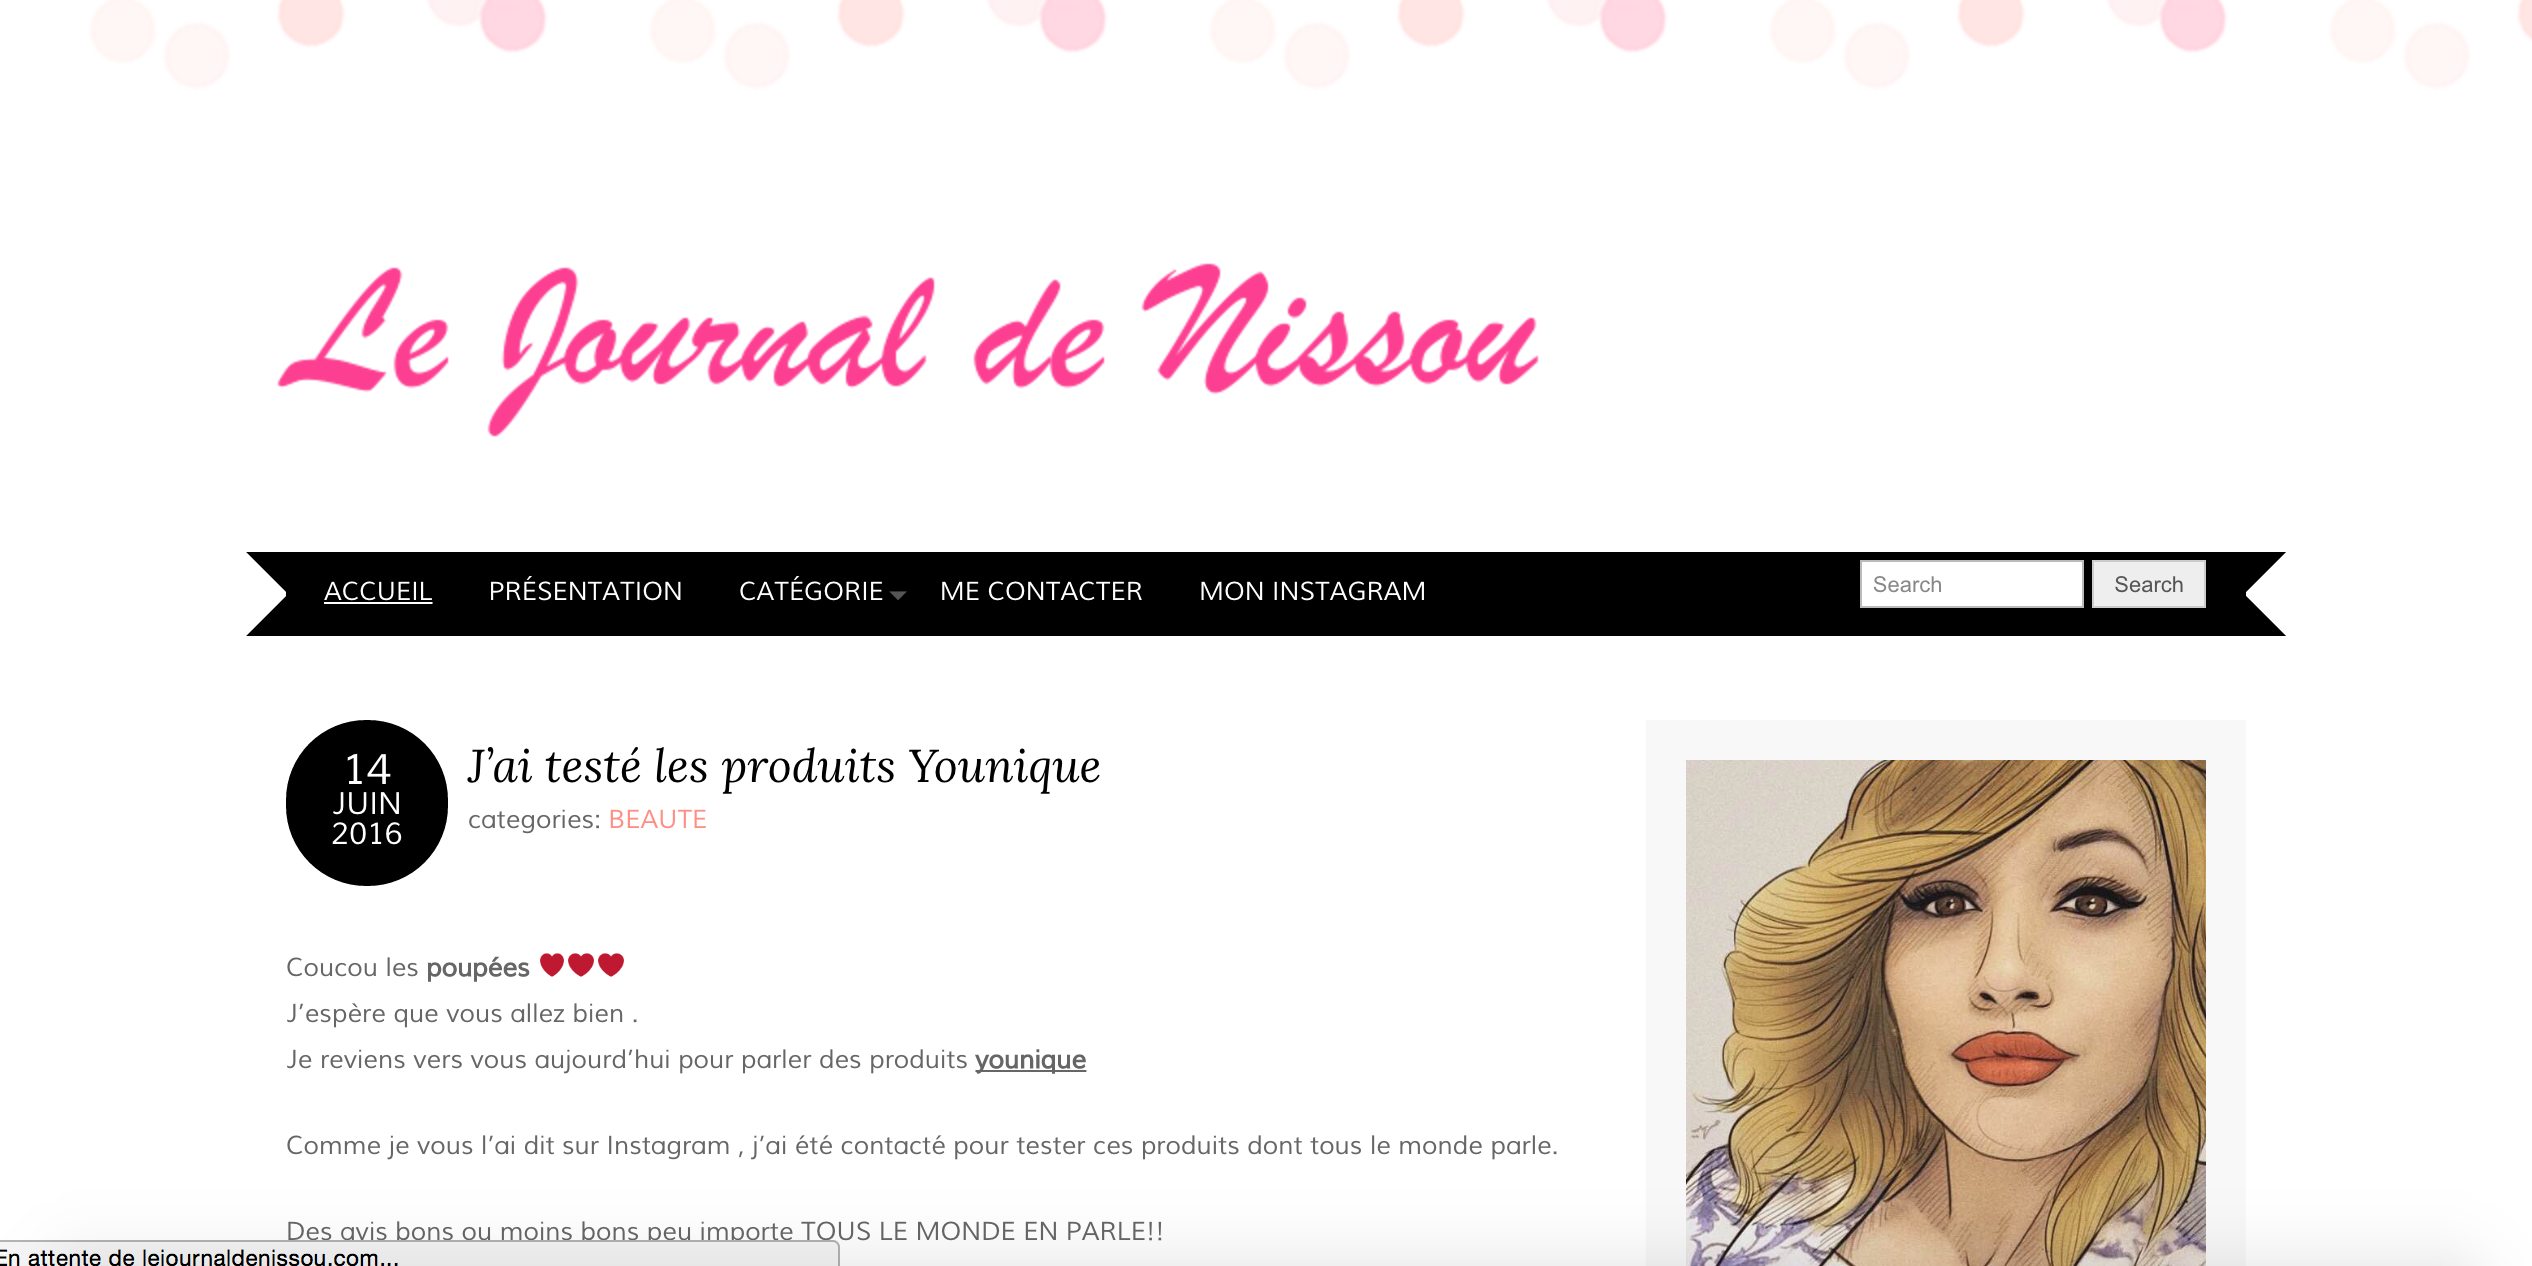 Le Journal de Nissou
ACCUEIL PRÉSENTATION CATÉGORIE ME CONTACTER MON INSTAGRAM Search Search
14
JUIN
2016
J’ai testé les produits Younique
categories: BEAUTE
Coucou les poupées ❤❤❤
J’espère que vous allez bien .
Je reviens vers vous aujourd’hui pour parler des produits younique
Comme je vous l’ai dit sur Instagram , j’ai été contacté pour tester ces produits dont tous le monde parle.
Des avis bons ou moins bons peu importe TOUS LE MONDE EN PARLE!!
En attente de lejournaldenissou.com...